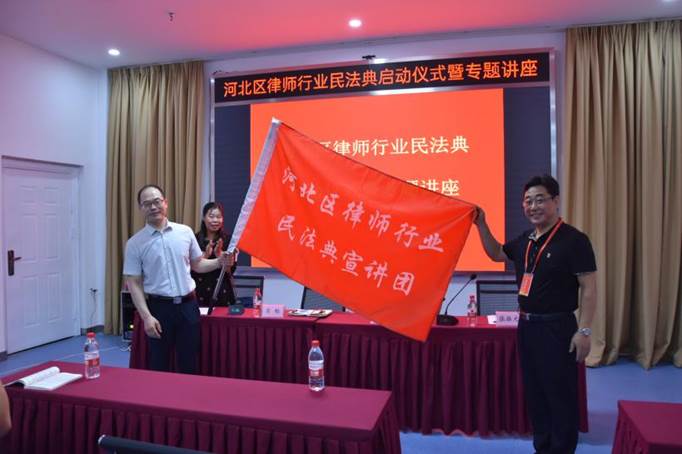 河北区律师行业民法典启动仪式暨专题讲座
区律师行业民法典
讲座
河北区律师行业
民法典宣讲团